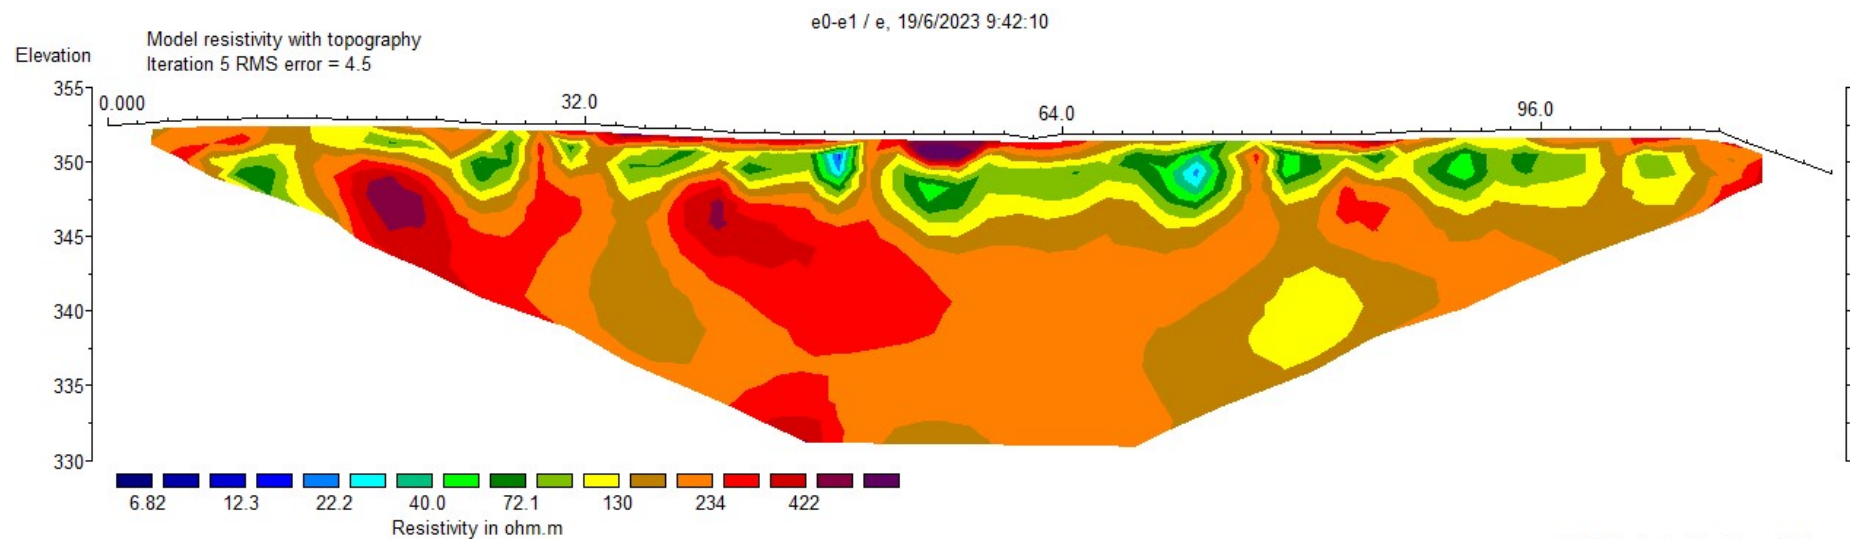 e0-e1 / e, 19/6/2023 9:42:10
Model resistivity with topography
Elevation
Iteration 5 RMS error = 4.5
355
0.000 32.0 64.0 96.0
350
345
340
335
330
6.82 12.3 22.2 40.0 72.1 130 234 422
Resistivity in ohm.m